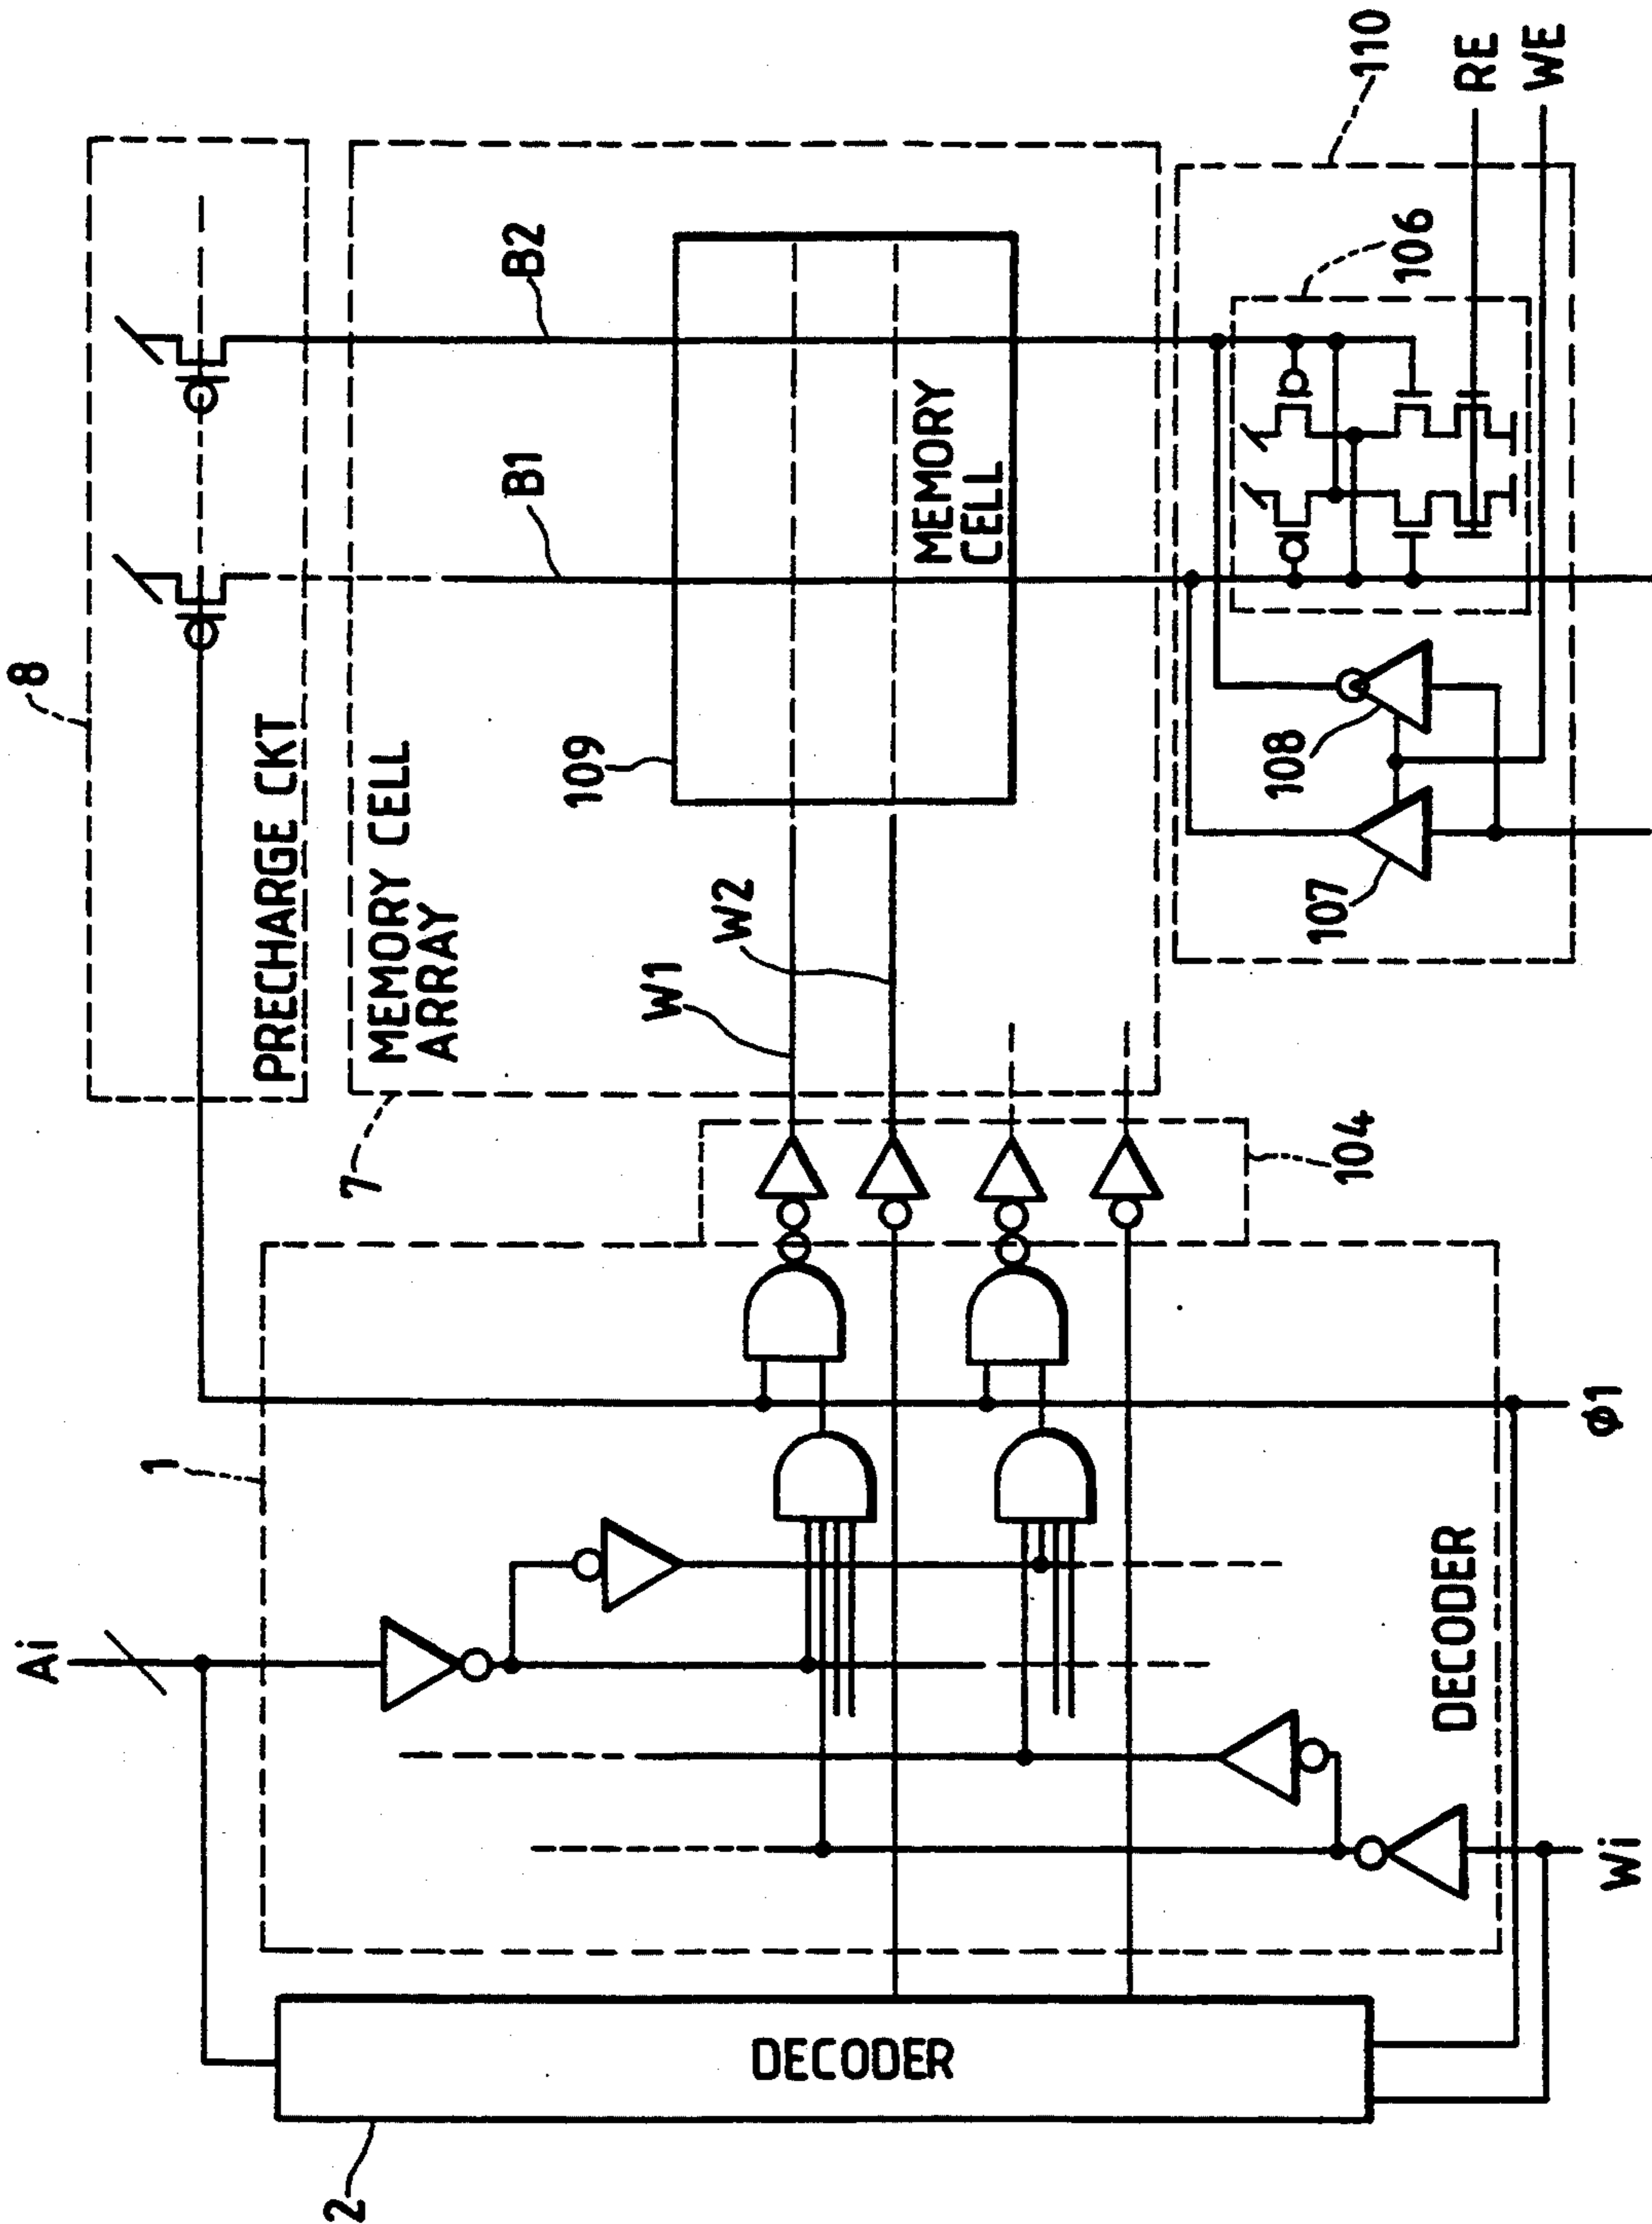 8
PRECHARGE CKT
MEMORY CELL
ARRAY
B1
B2
109
MEMORY
CELL
W1
W2
7
104
110
106
RE
WE
107
108
1
Ai
DECODER
Φ1
Wi
2
DECODER